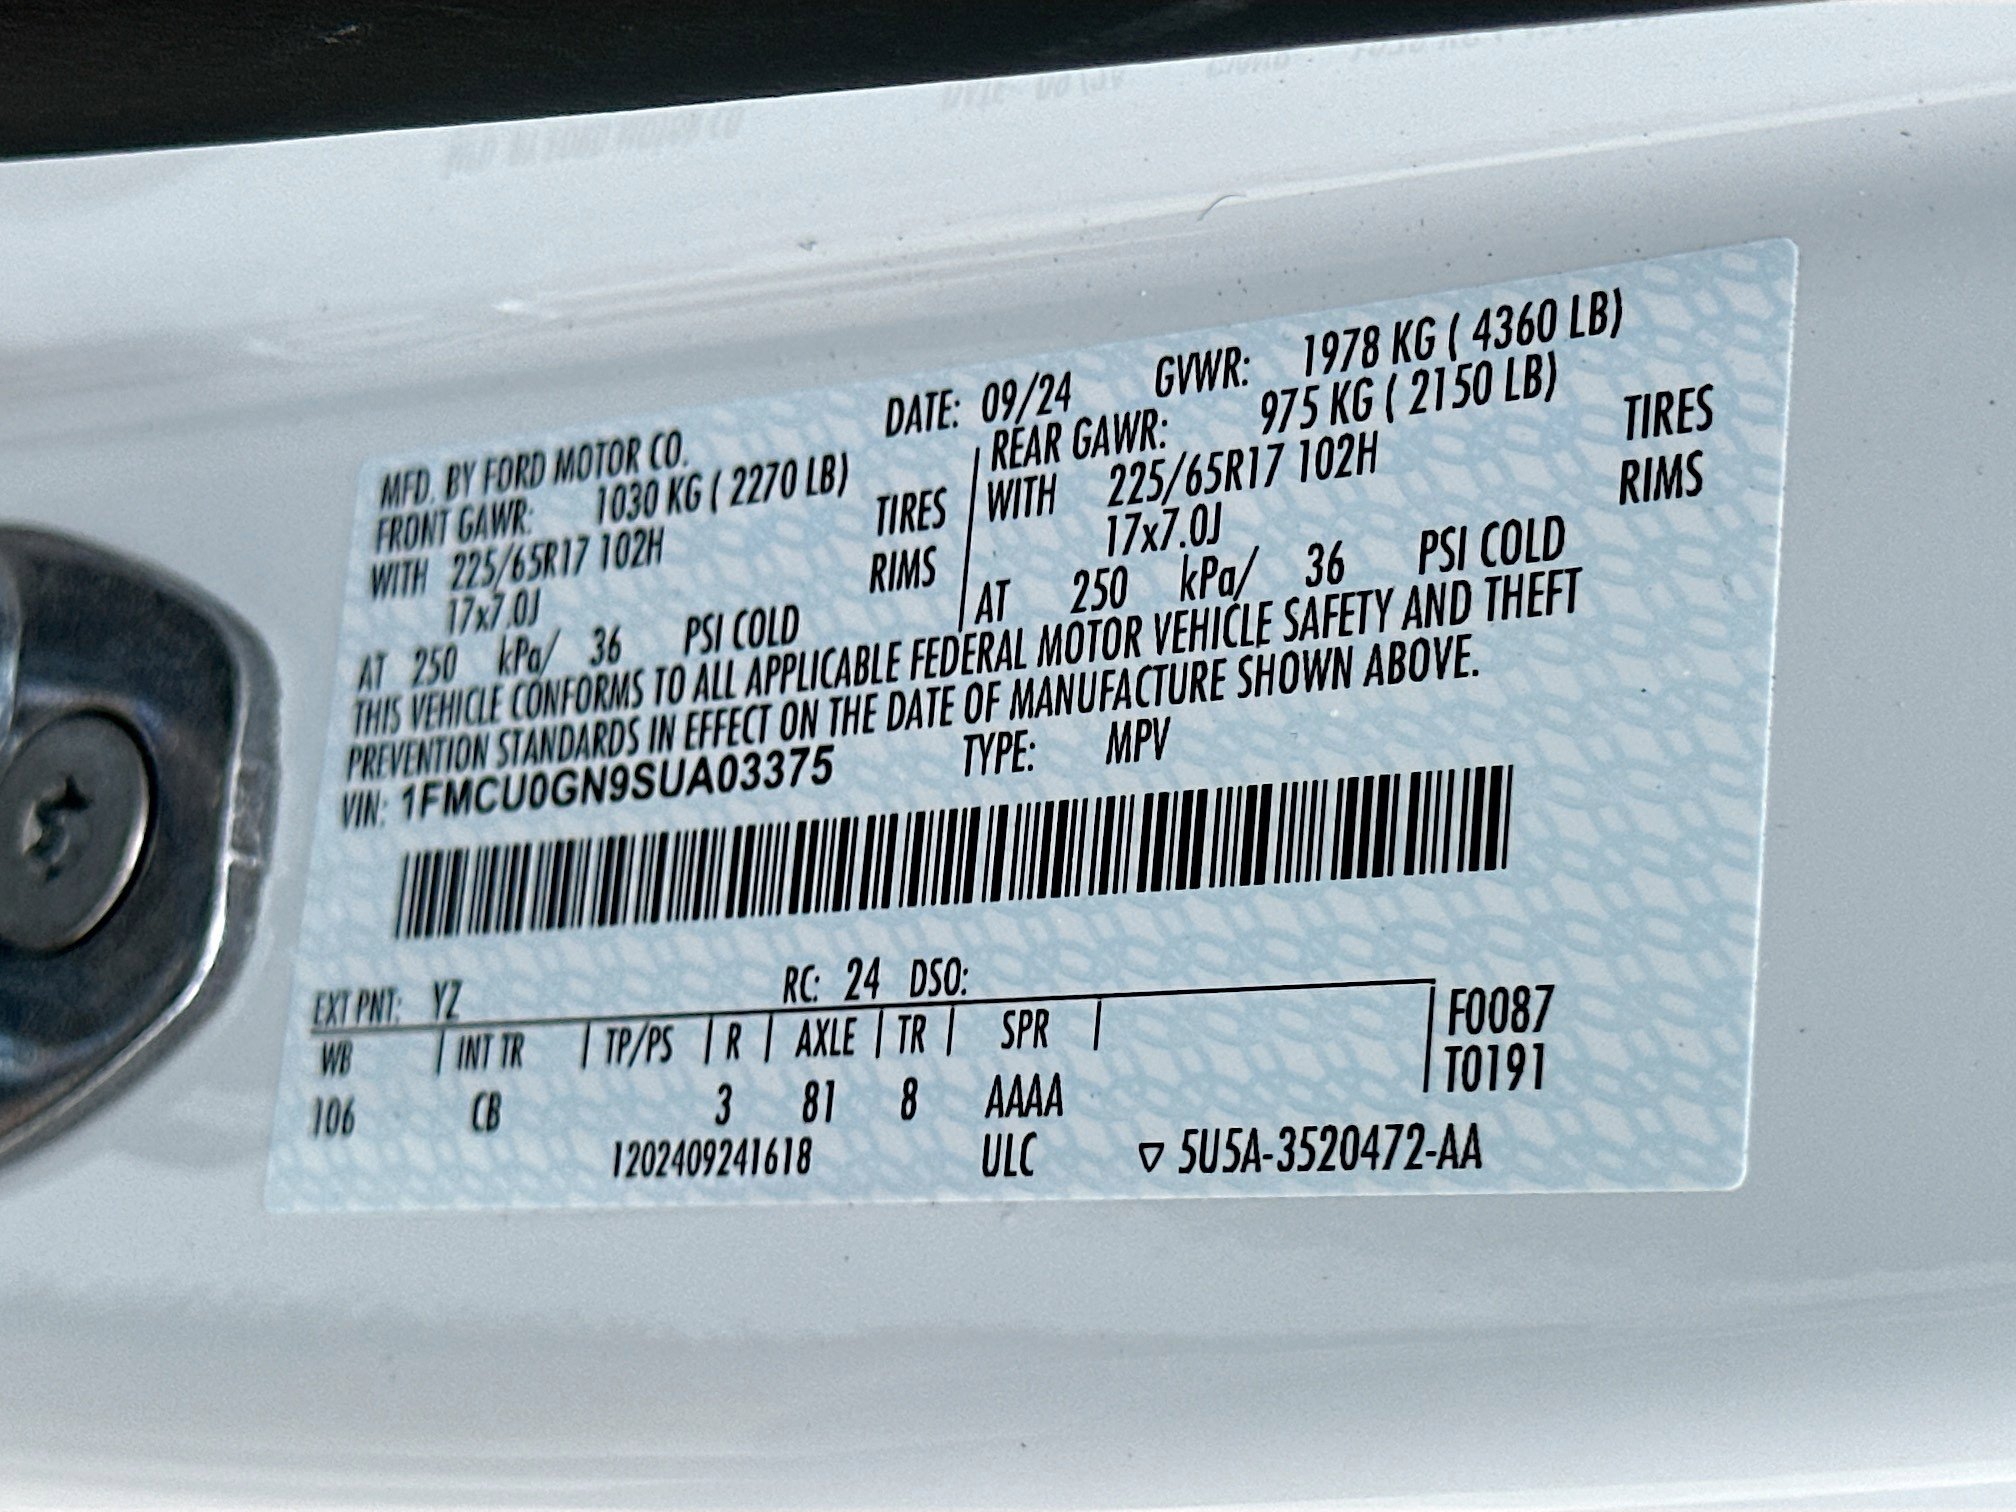 MFD. BY FORD MOTOR CO. DATE: 09/24 GVWR: 1978 KG ( 4360 LB)
FRONT GAWR: 1030 KG ( 2270 LB) REAR GAWR: 975 KG ( 2150 LB)
WITH 225/65R17 102H TIRES WITH 225/65R17 102H TIRES
17x7.0J RIMS 17x7.0J RIMS
AT 250 kPa/ 36 PSI COLD AT 250 kPa/ 36 PSI COLD
THIS VEHICLE CONFORMS TO ALL APPLICABLE FEDERAL MOTOR VEHICLE SAFETY AND THEFT
PREVENTION STANDARDS IN EFFECT ON THE DATE OF MANUFACTURE SHOWN ABOVE.
VIN: 1FMCU0GN9SUA03375 TYPE: MPV
EXT PNT: YZ RC: 24 DSO:
WB | INT TR | TP/PS | R | AXLE | TR | SPR | F0087
T0191
106 CB 3 81 8 AAAA
1202409241618 ULC ▽ 5U5A-3520472-AA